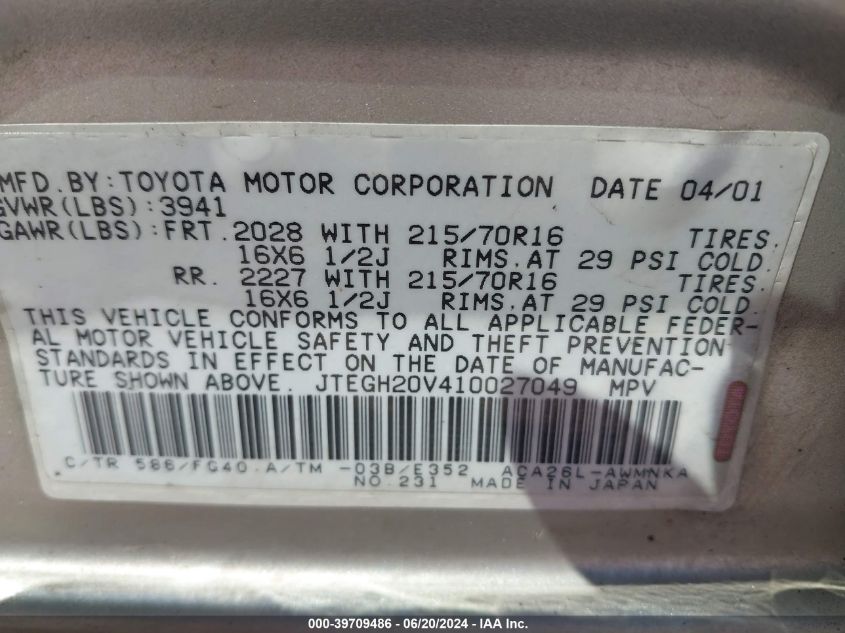 MFD.BY:TOYOTA MOTOR CORPORATION DATE 04/01
GVWR(LBS):3941
GAWR(LBS):FRT.2028 WITH 215/70R16 TIRES.
16X6 1/2J RIMS.AT 29 PSI COLD.
RR. 2227 WITH 215/70R16 TIRES.
16X6 1/2J RIMS.AT 29 PSI COLD.
THIS VEHICLE CONFORMS TO ALL APPLICABLE FEDER-
AL MOTOR VEHICLE SAFETY AND THEFT PREVENTION
STANDARDS IN EFFECT ON THE DATE OF MANUFAC-
TURE SHOWN ABOVE. JTEGH20V410027049 MPV
C/TR 586/FG40 A/TM -03B/E352 ACA26L-AWMNKA
NO.231 MADE IN JAPAN
000-39709486 - 06/20/2024 - IAA Inc.